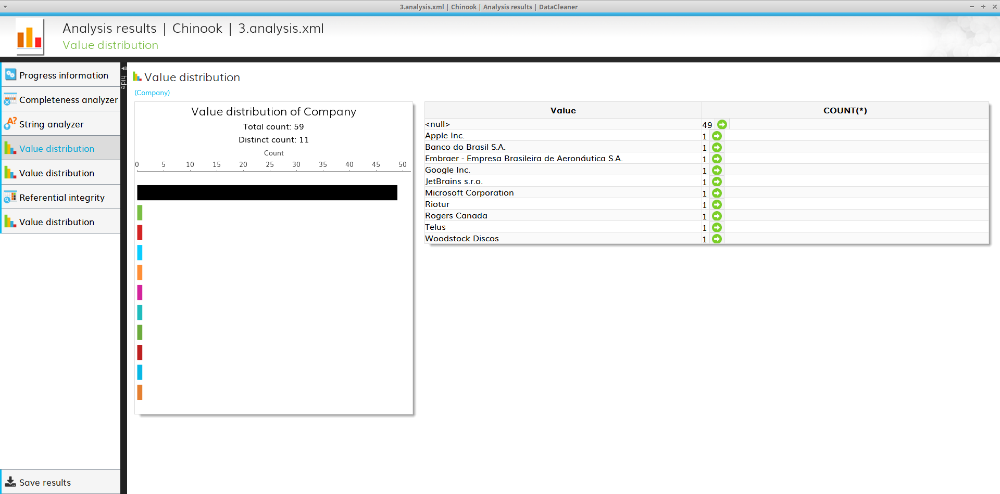 3.analysis.xml | Chinook | Analysis results | DataCleaner
Analysis results | Chinook | 3.analysis.xml
Value distribution
Progress information
Completeness analyzer
String analyzer
Value distribution
Value distribution
Referential integrity
Value distribution
Save results
hide
Value distribution
(Company)
Value distribution of Company
Total count: 59
Distinct count: 11
Count
0 5 10 15 20 25 30 35 40 45 50
Value COUNT(*)
<null> 49
Apple Inc. 1
Banco do Brasil S.A. 1
Embraer - Empresa Brasileira de Aeronáutica S.A. 1
Google Inc. 1
JetBrains s.r.o. 1
Microsoft Corporation 1
Riotur 1
Rogers Canada 1
Telus 1
Woodstock Discos 1